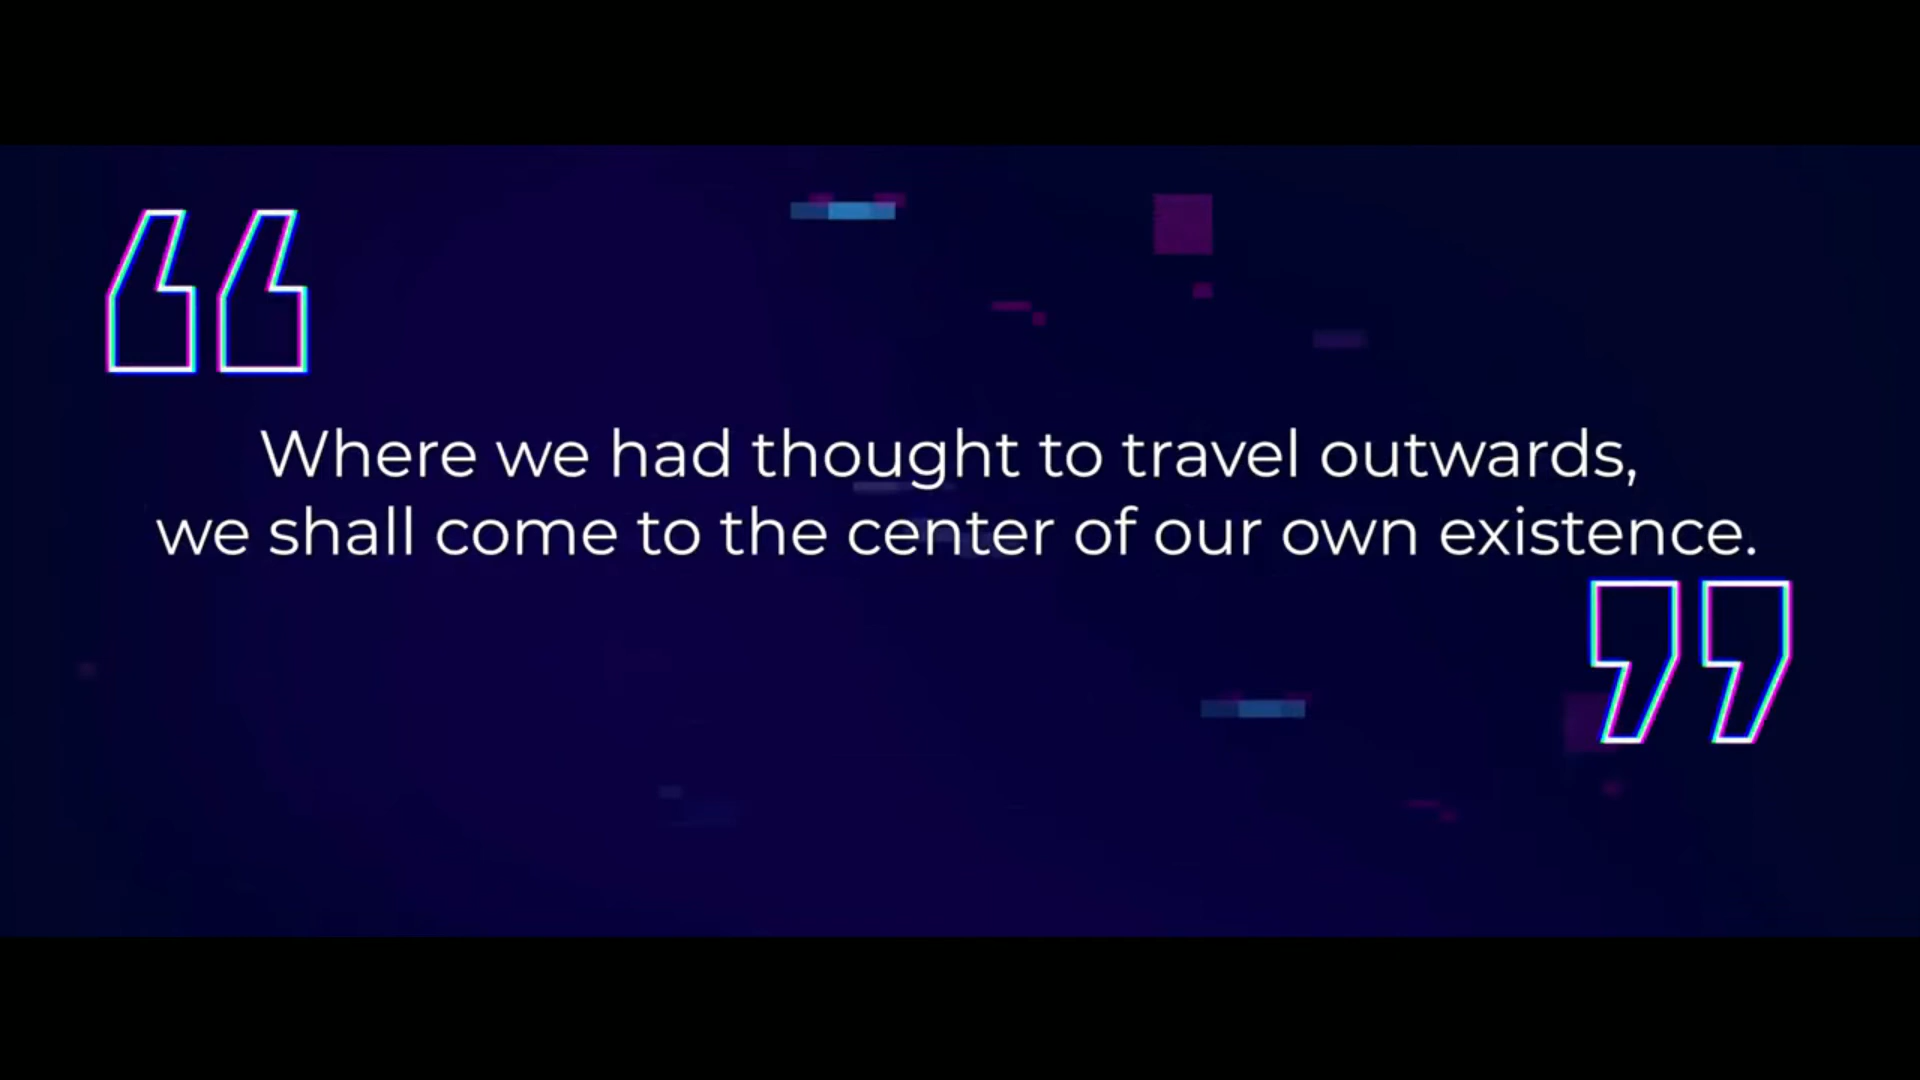 “
Where we had thought to travel outwards,
we shall come to the center of our own existence.
”